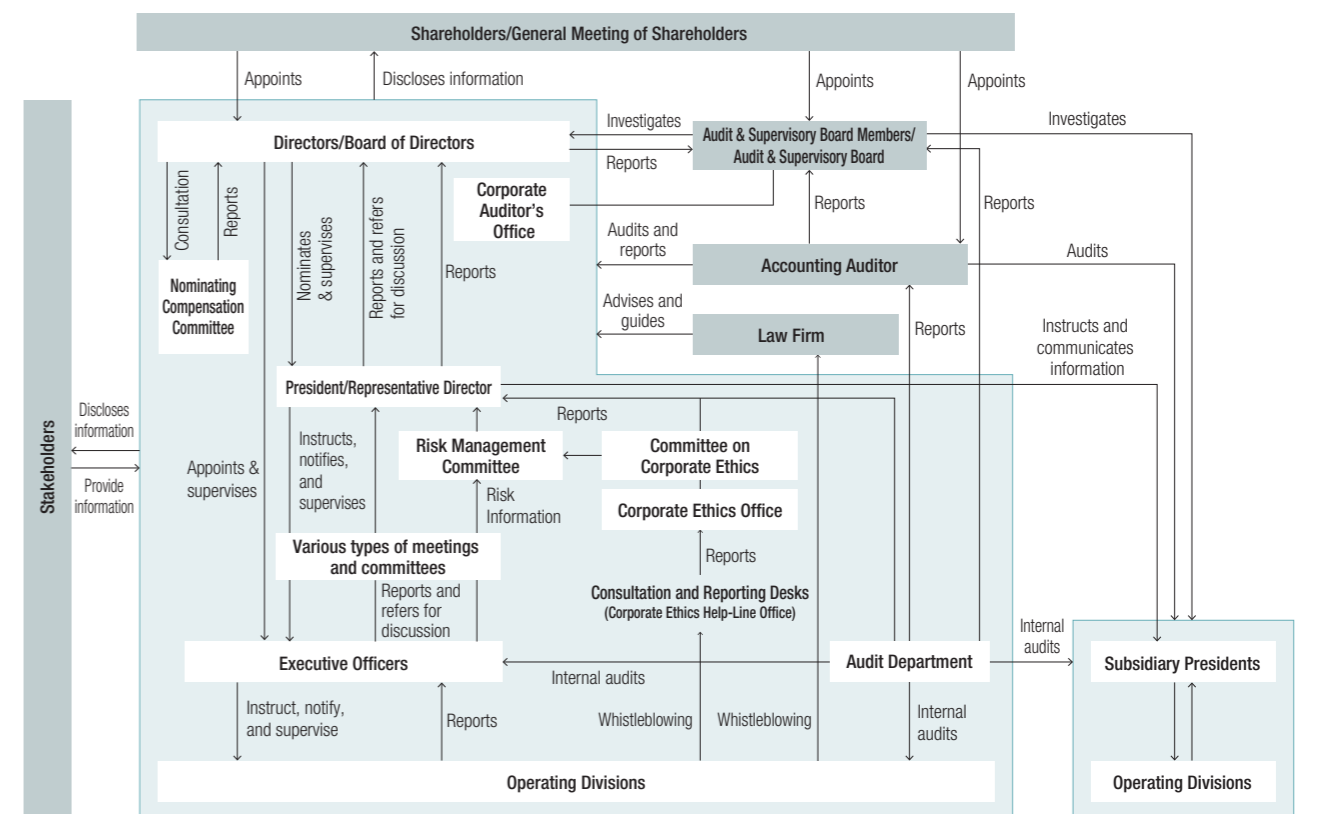 Shareholders/General Meeting of Shareholders
Appoints
Discloses information
Appoints
Appoints
Directors/Board of Directors
Investigates
Reports
Audit & Supervisory Board Members/
Audit & Supervisory Board
Investigates
Consultation
Reports
Nominates
& supervises
Reports and refers
for discussion
Reports
Corporate
Auditor's
Office
Reports
Reports
Nominating
Compensation
Committee
Audits and
reports
Accounting Auditor
Audits
Advises and
guides
Law Firm
Reports
Instructs and
communicates
information
President/Representative Director
Reports
Stakeholders
Discloses
information
Provide
information
Appoints &
supervises
Instructs,
notifies,
and
supervises
Risk Management
Committee
Committee on
Corporate Ethics
Risk
Information
Corporate Ethics Office
Various types of meetings
and committees
Reports
Reports and
refers for
discussion
Consultation and Reporting Desks
(Corporate Ethics Help-Line Office)
Executive Officers
Internal audits
Audit Department
Internal
audits
Subsidiary Presidents
Instruct, notify,
and supervise
Reports
Whistleblowing
Whistleblowing
Internal
audits
Operating Divisions
Operating Divisions